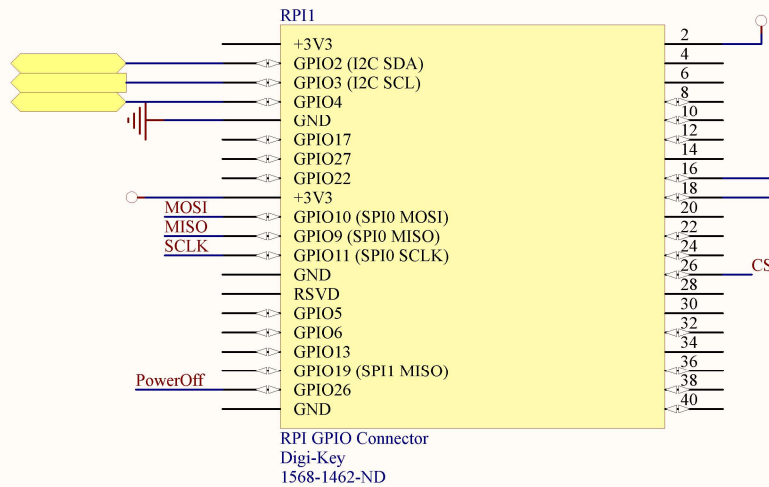 RPI1
+3V3 2
GPIO2 (I2C SDA) 4
GPIO3 (I2C SCL) 6
GPIO4 8
GND 10
GPIO17 12
GPIO27 14
GPIO22 16
+3V3 18
MOSI GPIO10 (SPI0 MOSI) 20
MISO GPIO9 (SPI0 MISO) 22
SCLK GPIO11 (SPI0 SCLK) 24
GND 26 CS
RSVD 28
GPIO5 30
GPIO6 32
GPIO13 34
GPIO19 (SPI1 MISO) 36
PowerOff GPIO26 38
GND 40
RPI GPIO Connector
Digi-Key
1568-1462-ND